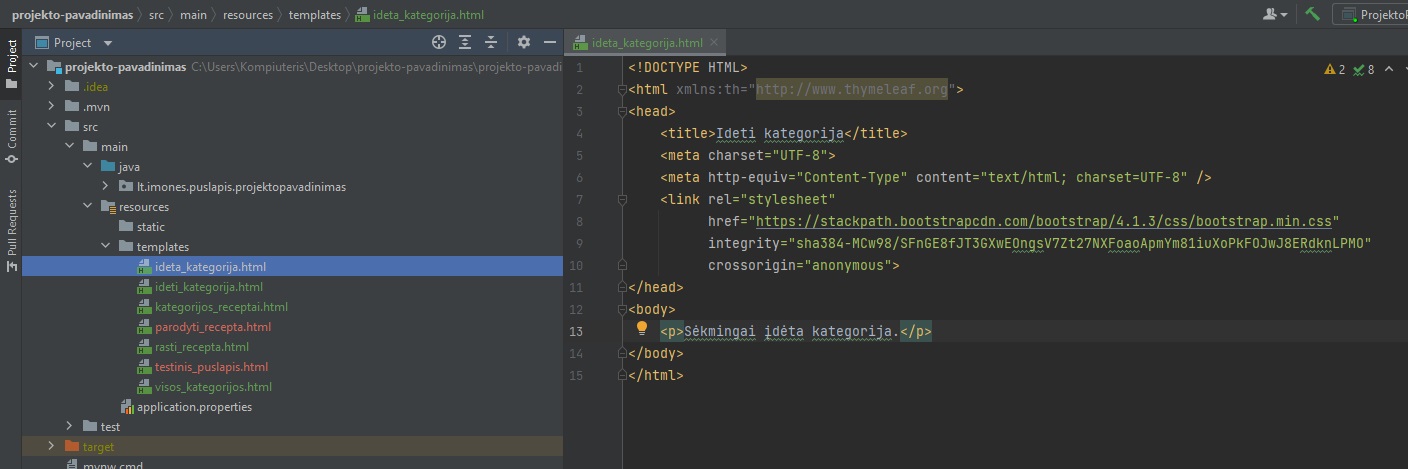 projekto-pavadinimas src main resources templates ideta_kategorija.html
ProjektoP
Project
Commit
Pull Requests
Project
ideta_kategorija.html
projekto-pavadinimas C:\Users\Kompiuteris\Desktop\projekto-pavadinimas\projekto-pavadi
.idea
.mvn
src
main
java
lt.imones.puslapis.projektopavadinimas
resources
static
templates
ideta_kategorija.html
ideti_kategorija.html
kategorijos_receptai.html
parodyti_recepta.html
rasti_recepta.html
testinis_puslapis.html
visos_kategorijos.html
application.properties
test
target
mvnw.cmd
2 8
1 <!DOCTYPE HTML>
2 <html xmlns:th="http://www.thymeleaf.org">
3 <head>
4 <title>Ideti kategorija</title>
5 <meta charset="UTF-8">
6 <meta http-equiv="Content-Type" content="text/html; charset=UTF-8" />
7 <link rel="stylesheet"
8 href="https://stackpath.bootstrapcdn.com/bootstrap/4.1.3/css/bootstrap.min.css"
9 integrity="sha384-MCw98/SFnGE8fJT3GXwEOngsV7Zt27NXFoaoApmYm81iuXoPkFOJwJ8ERdknLPMO"
10 crossorigin="anonymous">
11 </head>
12 <body>
13 <p>Sėkmingai įdėta kategorija.</p>
14 </body>
15 </html>